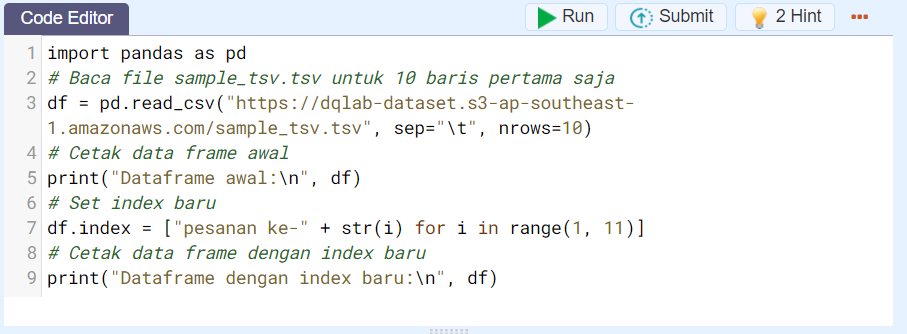 Code Editor
Run
Submit
2 Hint
1 import pandas as pd
2 # Baca file sample_tsv.tsv untuk 10 baris pertama saja
3 df = pd.read_csv("https://dqlab-dataset.s3-ap-southeast-
1.amazonaws.com/sample_tsv.tsv", sep="\t", nrows=10)
4 # Cetak data frame awal
5 print("Dataframe awal:\n", df)
6 # Set index baru
7 df.index = ["pesanan ke-" + str(i) for i in range(1, 11)]
8 # Cetak data frame dengan index baru
9 print("Dataframe dengan index baru:\n", df)